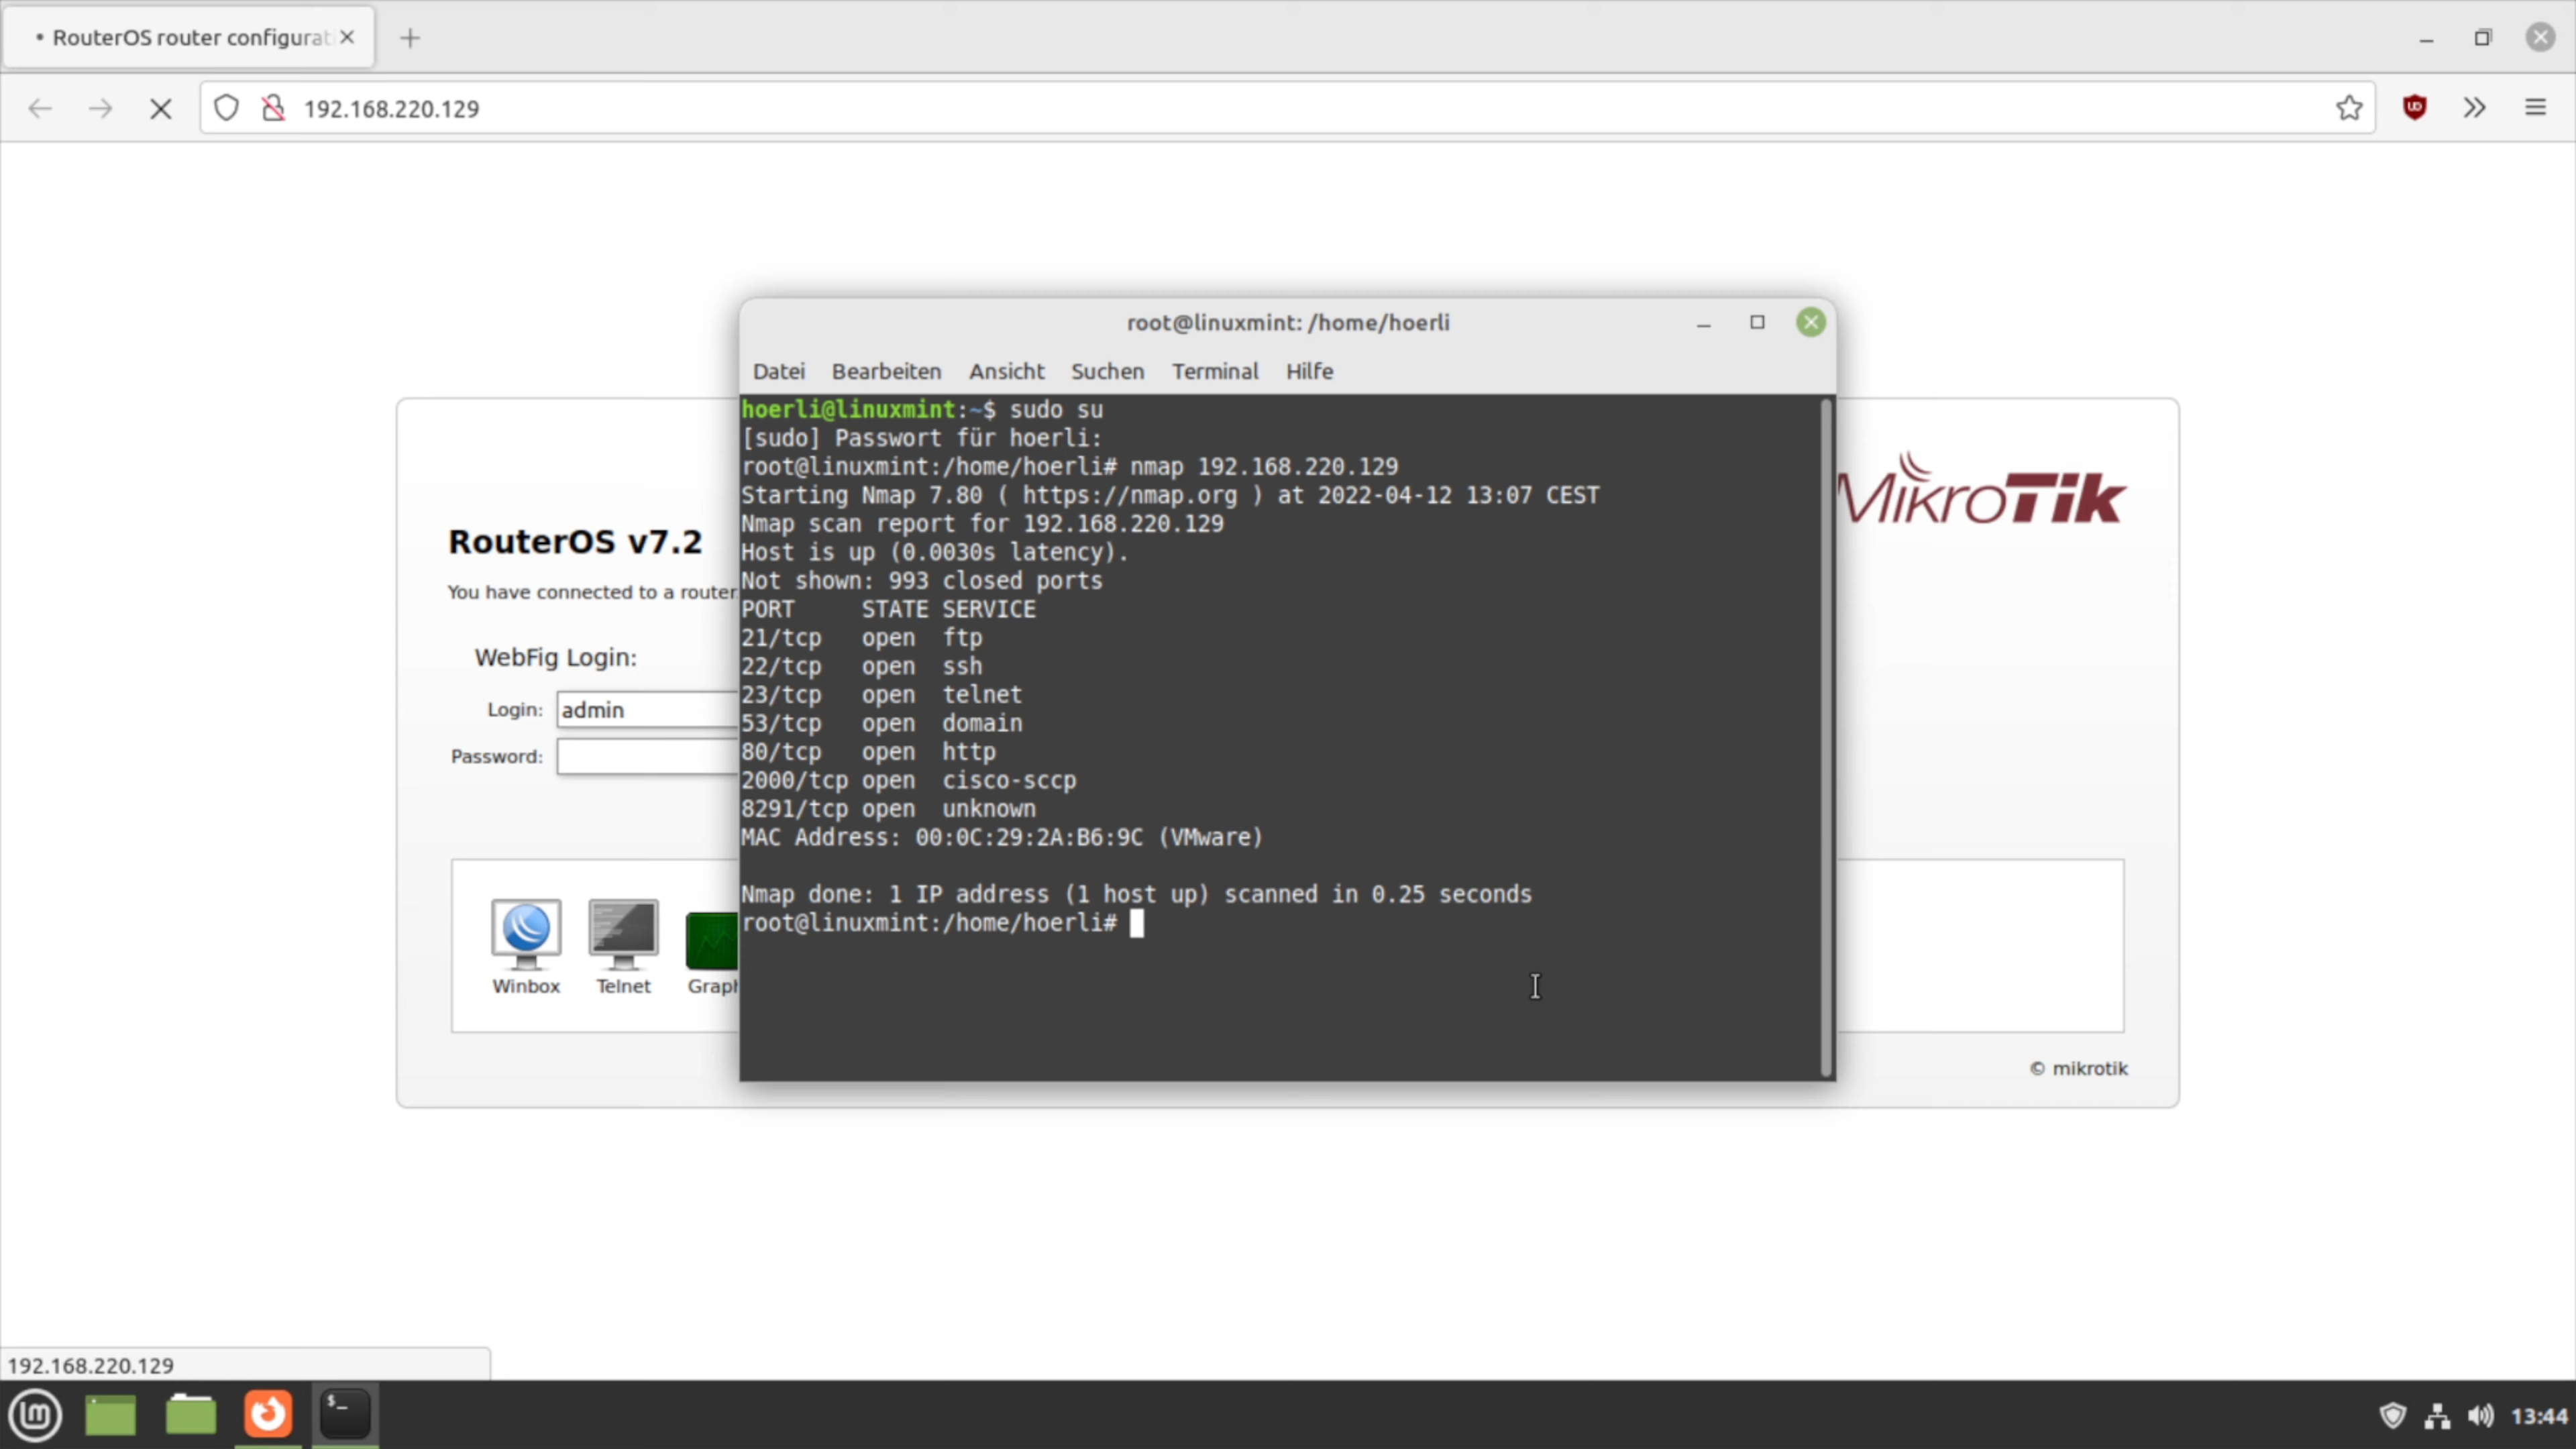 RouterOS router configurat
192.168.220.129
root@linuxmint: /home/hoerli
Datei Bearbeiten Ansicht Suchen Terminal Hilfe
hoerli@linuxmint:~$ sudo su
[sudo] Passwort für hoerli:
root@linuxmint:/home/hoerli# nmap 192.168.220.129
Starting Nmap 7.80 ( https://nmap.org ) at 2022-04-12 13:07 CEST
Nmap scan report for 192.168.220.129
Host is up (0.0030s latency).
Not shown: 993 closed ports
PORT     STATE SERVICE
21/tcp   open  ftp
22/tcp   open  ssh
23/tcp   open  telnet
53/tcp   open  domain
80/tcp   open  http
2000/tcp open  cisco-sccp
8291/tcp open  unknown
MAC Address: 00:0C:29:2A:B6:9C (VMware)
Nmap done: 1 IP address (1 host up) scanned in 0.25 seconds
root@linuxmint:/home/hoerli#
MikroTik
RouterOS v7.2
You have connected to a router.
WebFig Login:
Login: admin
Password:
Winbox Telnet Graph
© mikrotik
192.168.220.129
13:44